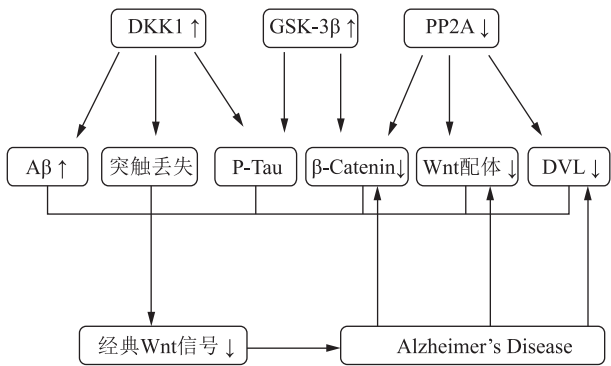 DKK1↑
GSK-3β↑
PP2A↓
Aβ↑
突触丢失
P-Tau
β-Catenin↓
Wnt配体↓
DVL↓
经典Wnt信号↓
Alzheimer’s Disease